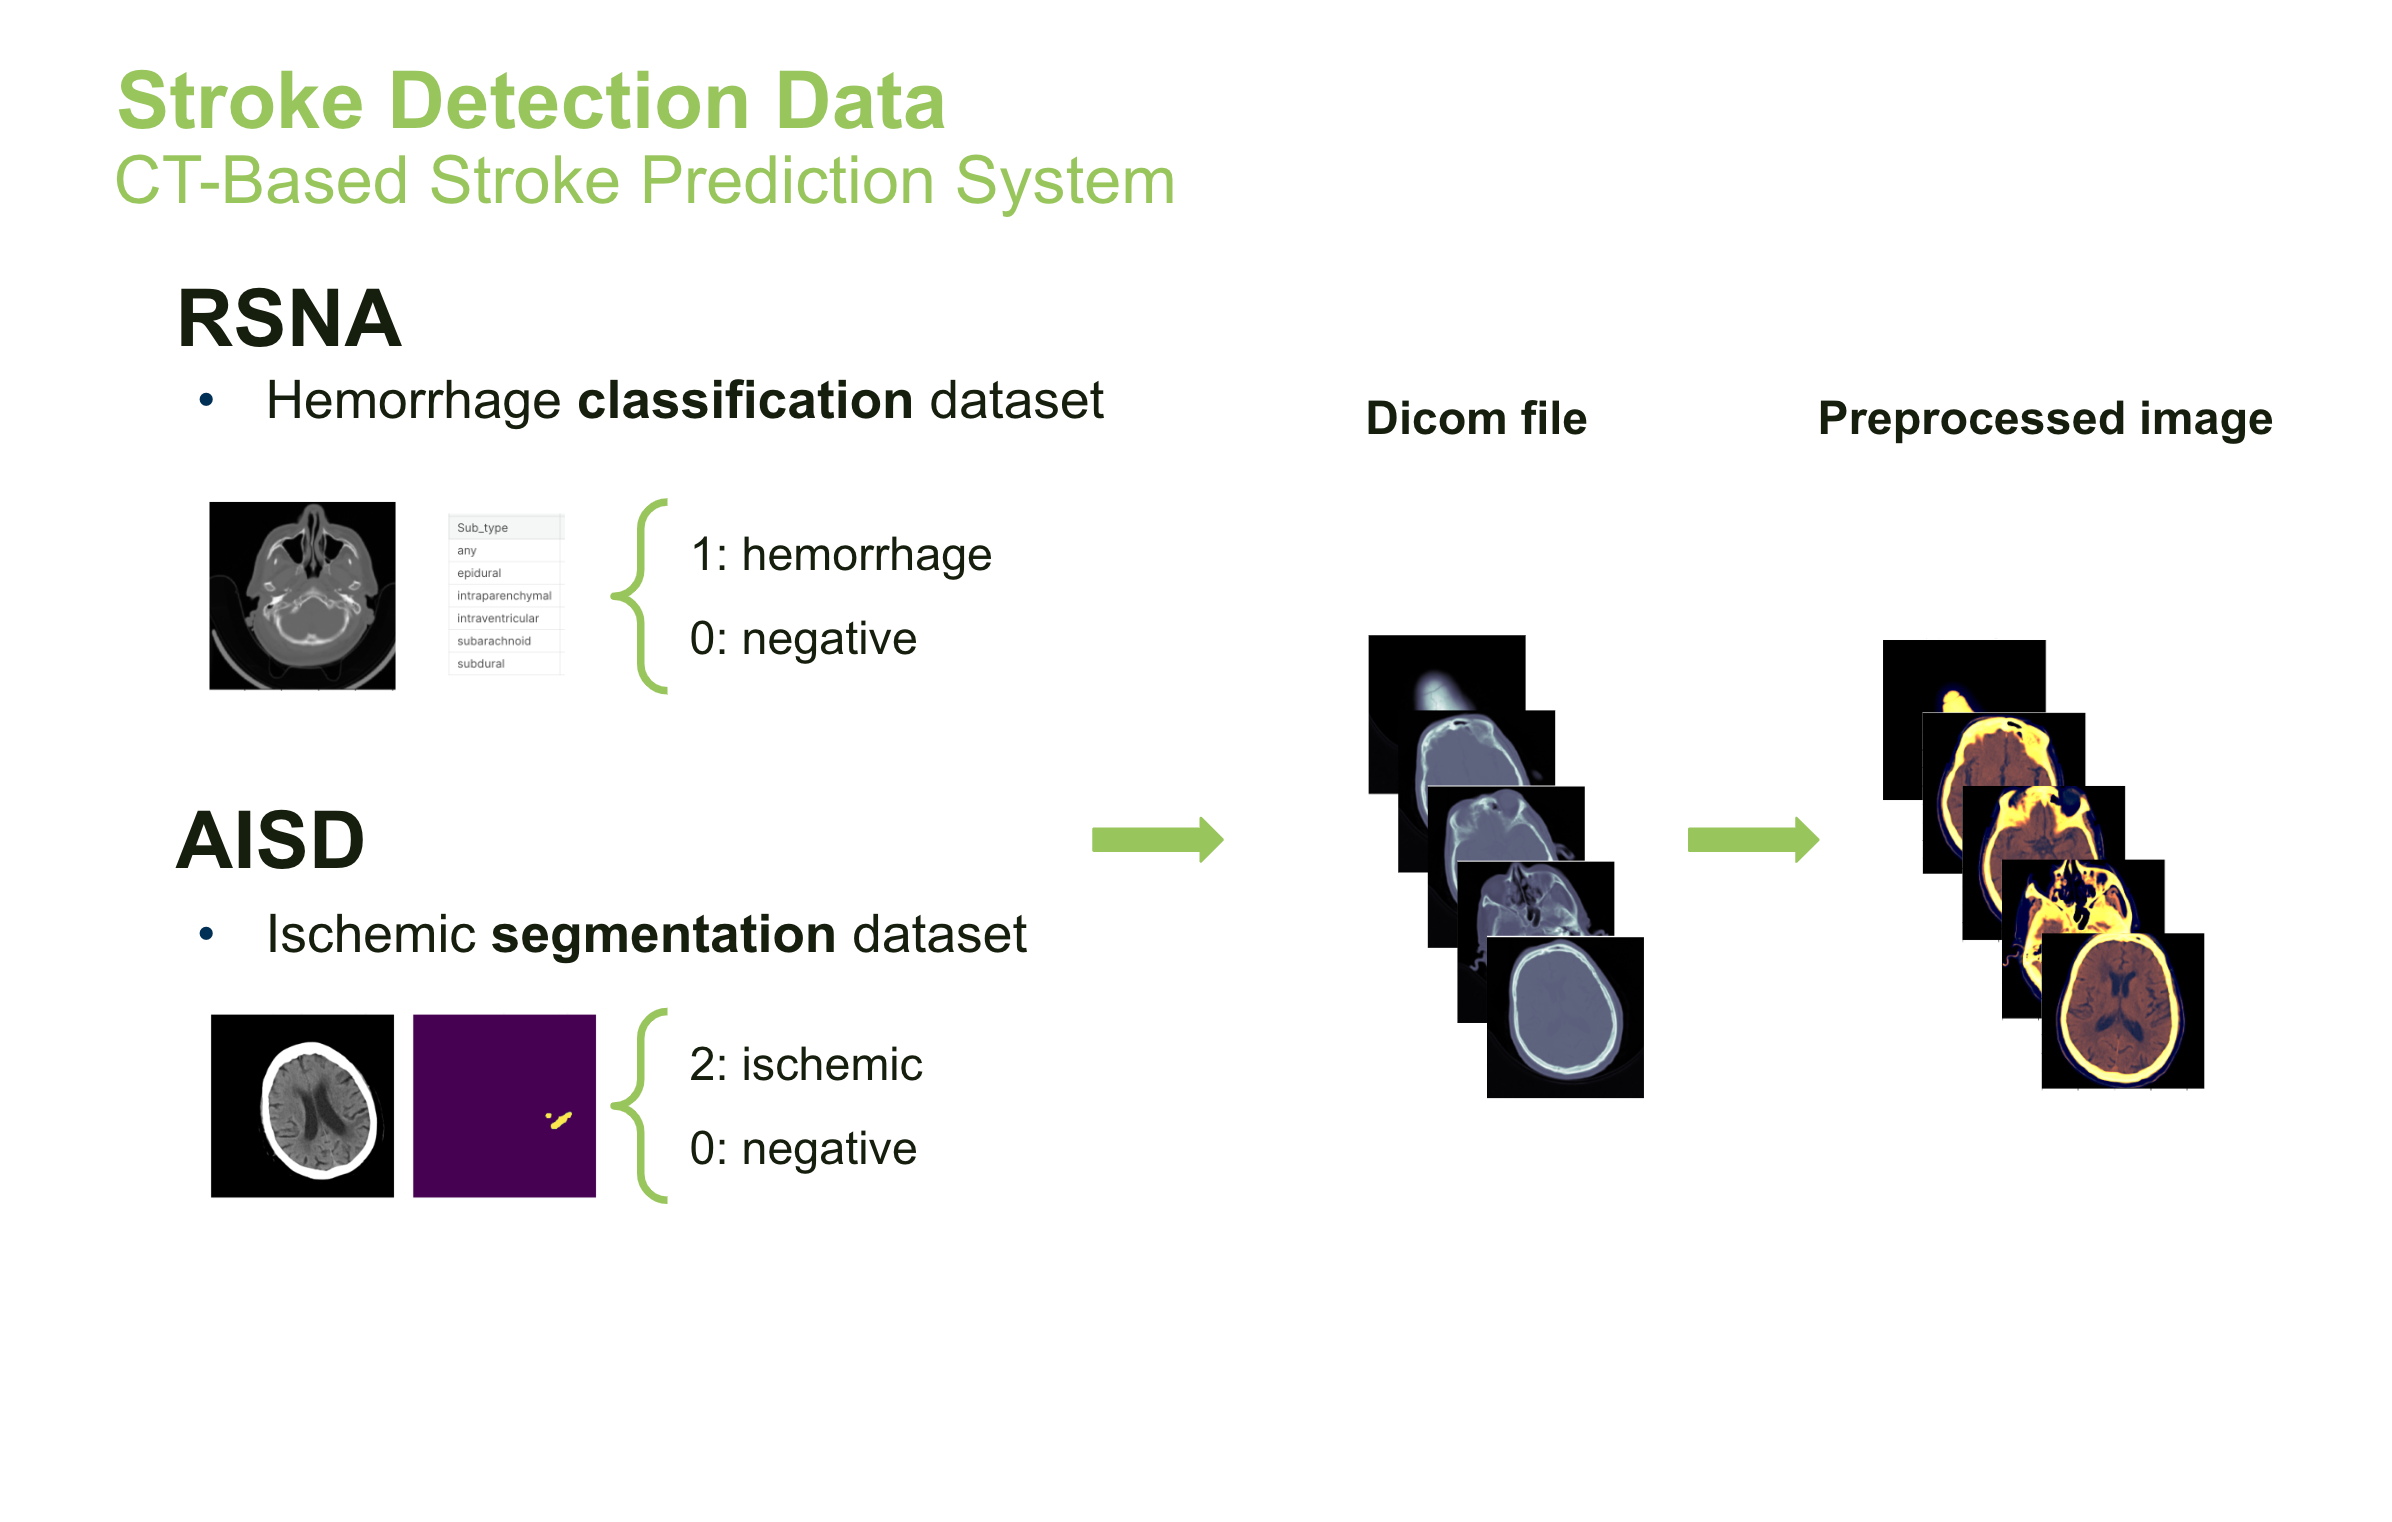 Stroke Detection Data
CT-Based Stroke Prediction System
RSNA
• Hemorrhage classification dataset
Sub_type
any
epidural
intraparenchymal
intraventricular
subarachnoid
subdural
1: hemorrhage
0: negative
AISD
• Ischemic segmentation dataset
2: ischemic
0: negative
Dicom file
Preprocessed image